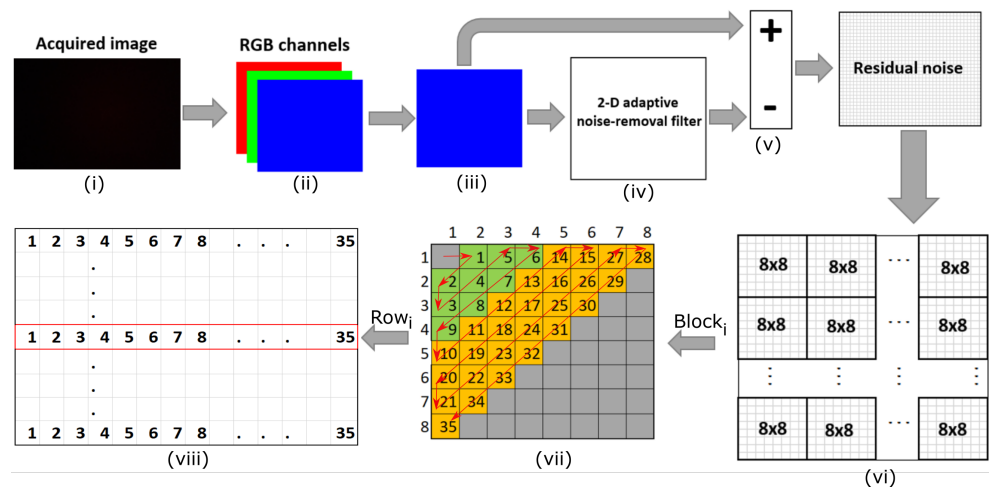 Acquired image
RGB channels
+
-
Residual noise
2-D adaptive
noise-removal filter
(i)
(ii)
(iii)
(iv)
(v)
8x8 8x8 ... 8x8
8x8 8x8 ... 8x8
⋮ ⋮ ⋮
8x8 8x8 ... 8x8
(vi)
Block i
1 2 3 4 5 6 7 8
1 1 5 6 14 15 27 28
2 2 4 7 13 16 26 29
3 3 8 12 17 25 30
4 9 11 18 24 31
5 10 19 23 32
6 20 22 33
7 21 34
8 35
(vii)
Row i
1 2 3 4 5 6 7 8 . . . 35
.
.
.
1 2 3 4 5 6 7 8 . . . 35
.
.
.
1 2 3 4 5 6 7 8 . . . 35
(viii)